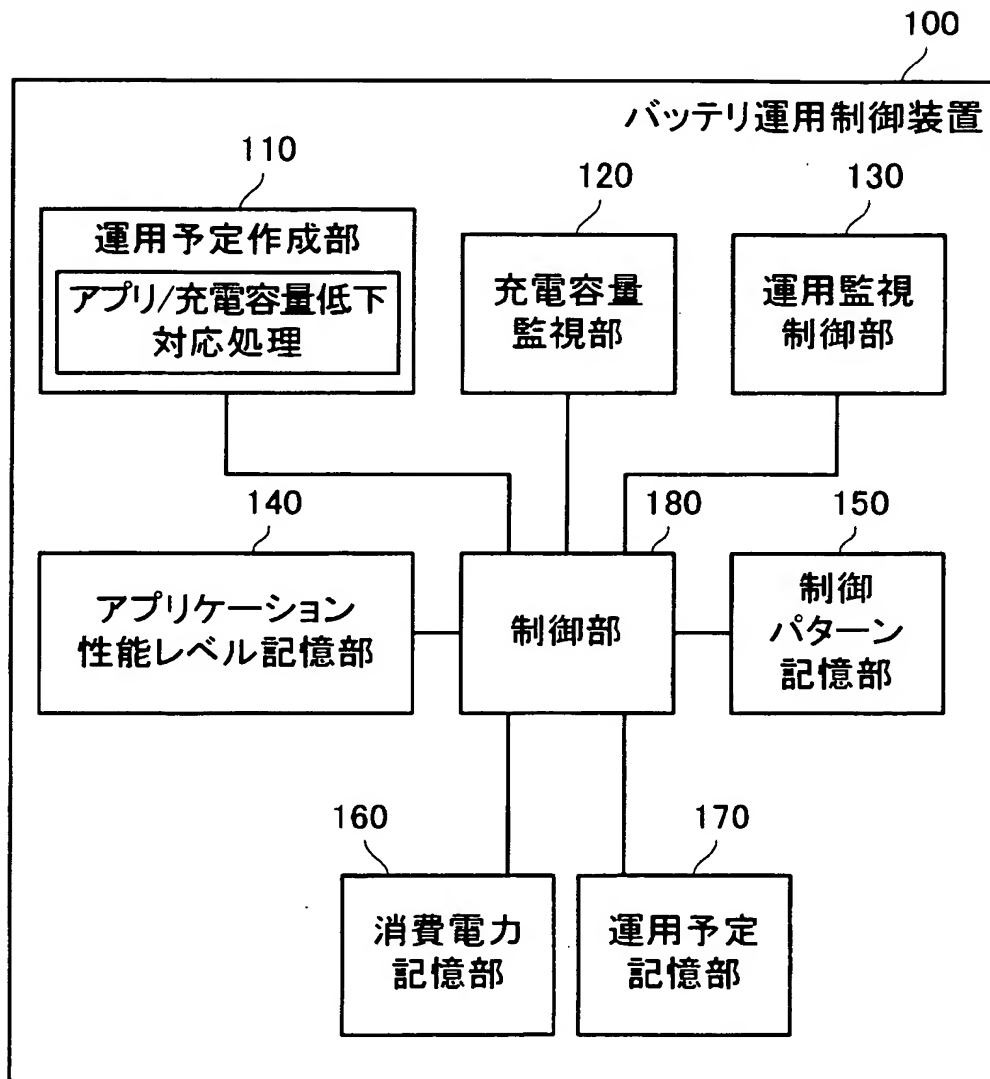 100
バッテリ運用制御装置
110
運用予定作成部
アプリ/充電容量低下
対応処理
120
充電容量
監視部
130
運用監視
制御部
140
アプリケーション
性能レベル記憶部
180
制御部
150
制御
パターン
記憶部
160
消費電力
記憶部
170
運用予定
記憶部